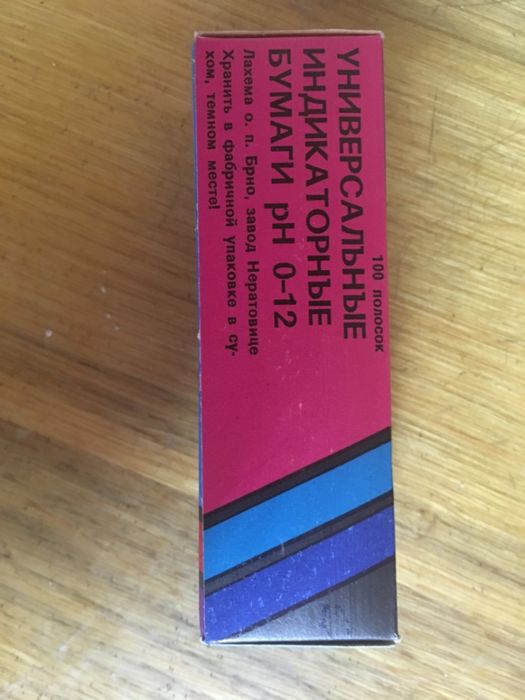 100 полосок
УНИВЕРСАЛЬНЫЕ
ИНДИКАТОРНЫЕ
БУМАГИ pH 0-12
Лахема о. п. Брно, завод Нератовице
Хранить в фабричной упаковке в су-
хом, темном месте!